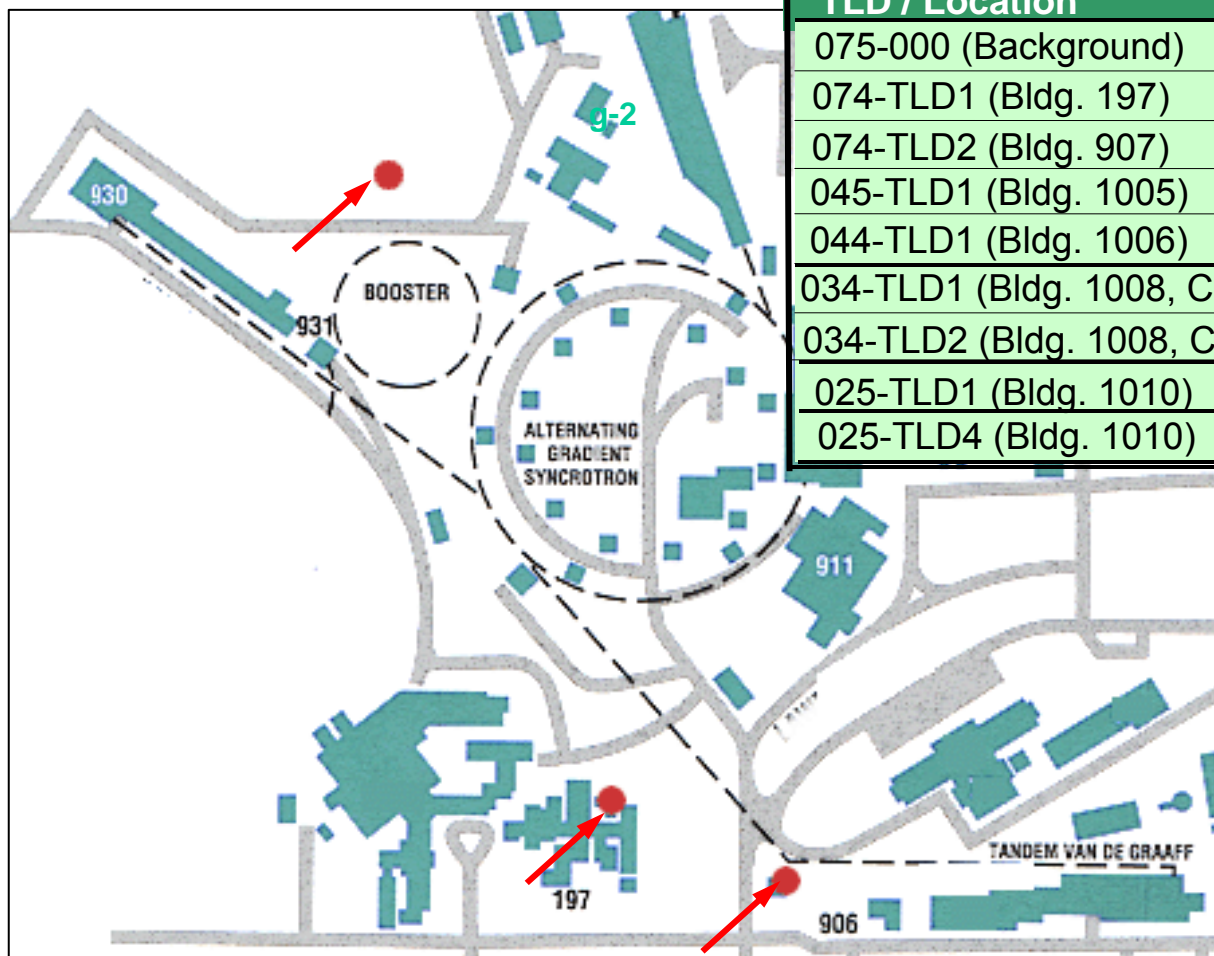 TLD / Location
075-000 (Background)
074-TLD1 (Bldg. 197)
074-TLD2 (Bldg. 907)
045-TLD1 (Bldg. 1005)
044-TLD1 (Bldg. 1006)
034-TLD1 (Bldg. 1008, C
034-TLD2 (Bldg. 1008, C
025-TLD1 (Bldg. 1010)
025-TLD4 (Bldg. 1010)
g-2
930
BOOSTER
931
ALTERNATING
GRADIENT
SYNCROTRON
911
TANDEM VAN DE GRAAFF
197
906